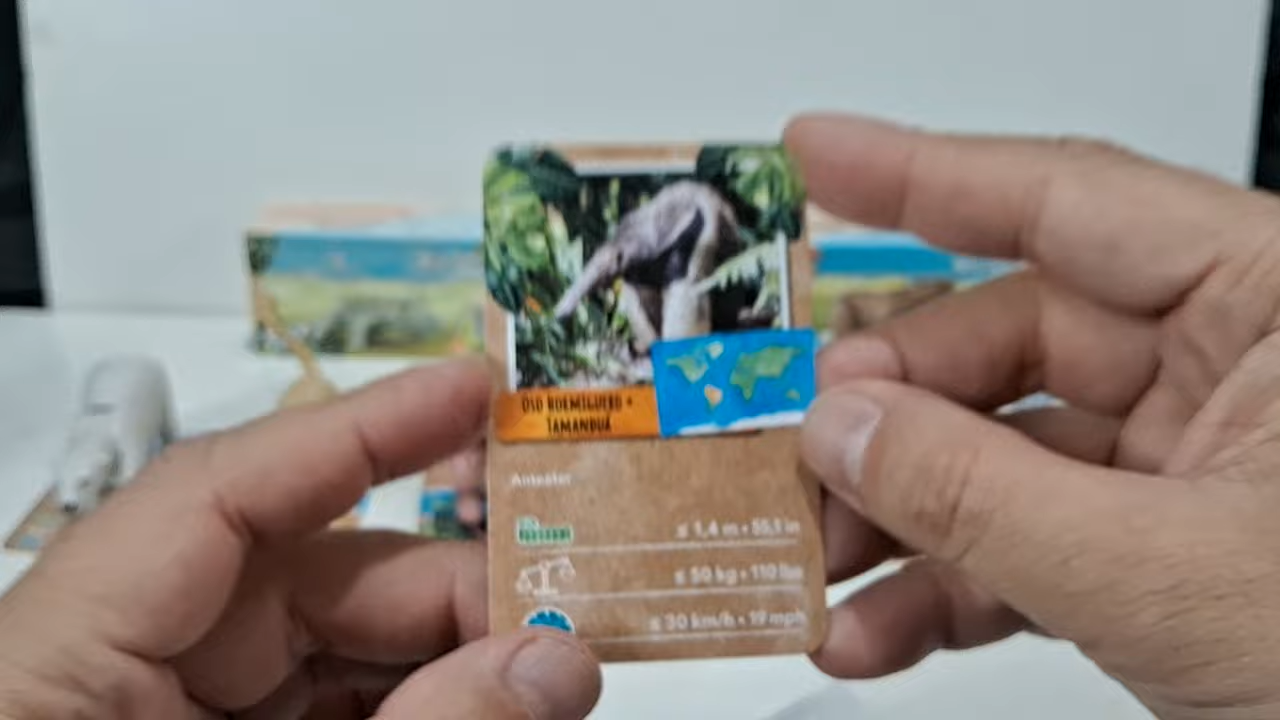 OSO HORMIGUERO •
TAMANDUÁ
Anteater
≤ 1,4 m • 55,1 in
≤ 50 kg • 110 lbs
≤ 30 km/h • 19 mph